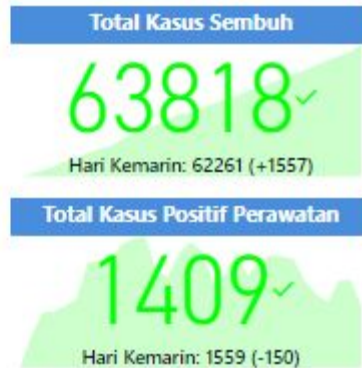 Total Kasus Sembuh
63818
Hari Kemarin: 62261 (+1557)
Total Kasus Positif Perawatan
1409
Hari Kemarin: 1559 (-150)